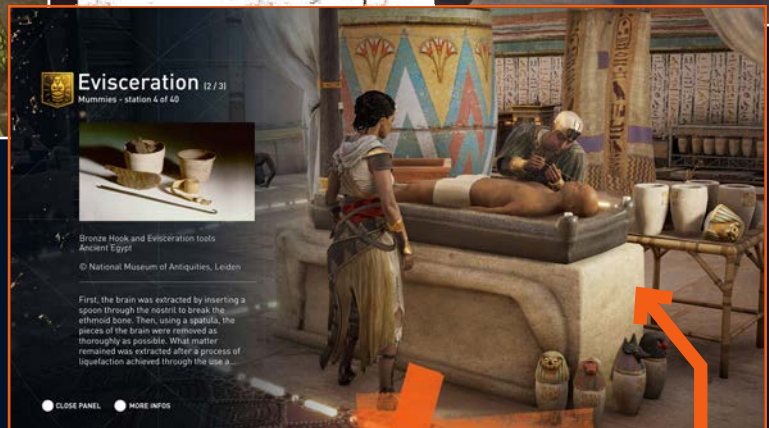 Evisceration (2 / 3)
Mummies - station 4 of 40
Bronze Hook and Evisceration tools
Ancient Egypt
© National Museum of Antiquities, Leiden
First, the brain was extracted by inserting a
spoon through the nostril to break the
ethmoid bone. Then, using a spatula, the
pieces of the brain were removed as
thoroughly as possible. What matter
remained was extracted after a process of
liquefaction achieved through the use a...
CLOSE PANEL MORE INFOS